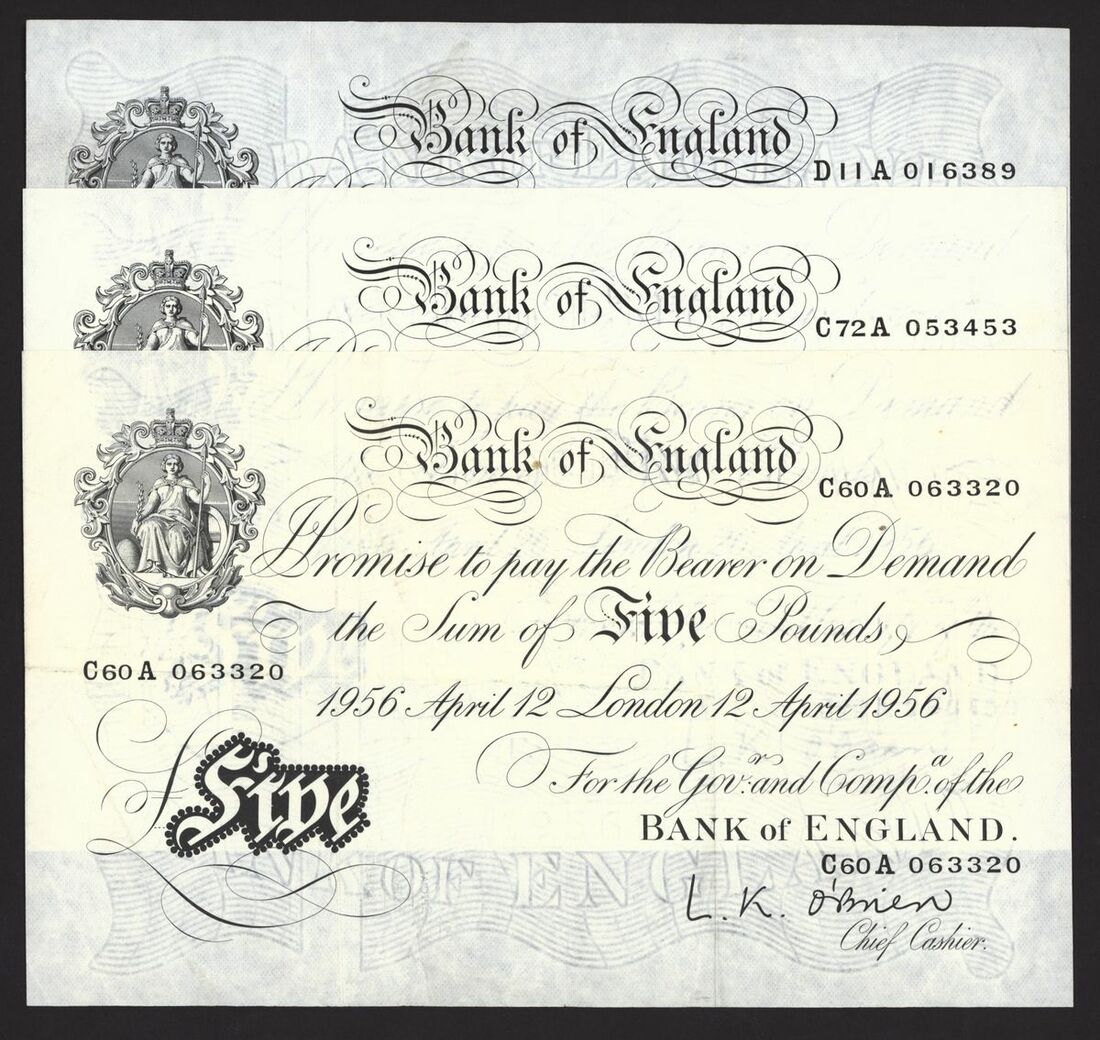 Bank of England
D11A 016389
Bank of England
C72A 053453
Bank of England
C60A 063320
I Promise to pay the Bearer on Demand
the Sum of Five Pounds
C60A 063320
1956 April 12 London 12 April 1956
For the Govr. and Compa. of the
BANK of ENGLAND.
£Five
C60A 063320
OF ENGLA
L. K. O'Brien
Chief Cashier.